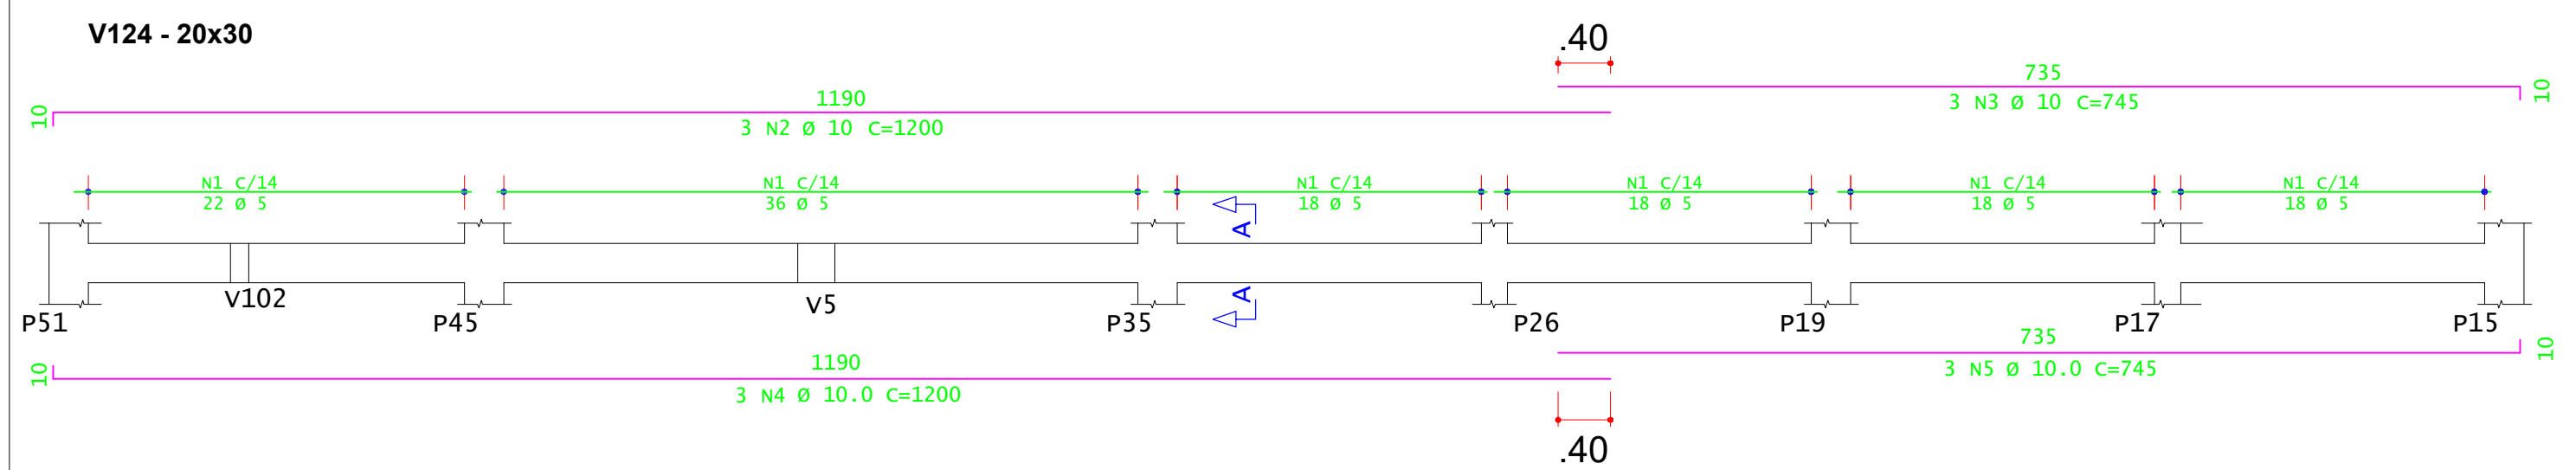 V124 - 20x30
.40
735
10
3 N3 Ø 10 C=745
1190
10
3 N2 Ø 10 C=1200
N1 C/14
22 Ø 5
N1 C/14
36 Ø 5
N1 C/14
18 Ø 5
N1 C/14
18 Ø 5
N1 C/14
18 Ø 5
N1 C/14
18 Ø 5
A
A
V102
V5
P51
P45
P35
P26
P19
P17
P15
735
10
3 N5 Ø 10.0 C=745
1190
10
3 N4 Ø 10.0 C=1200
.40